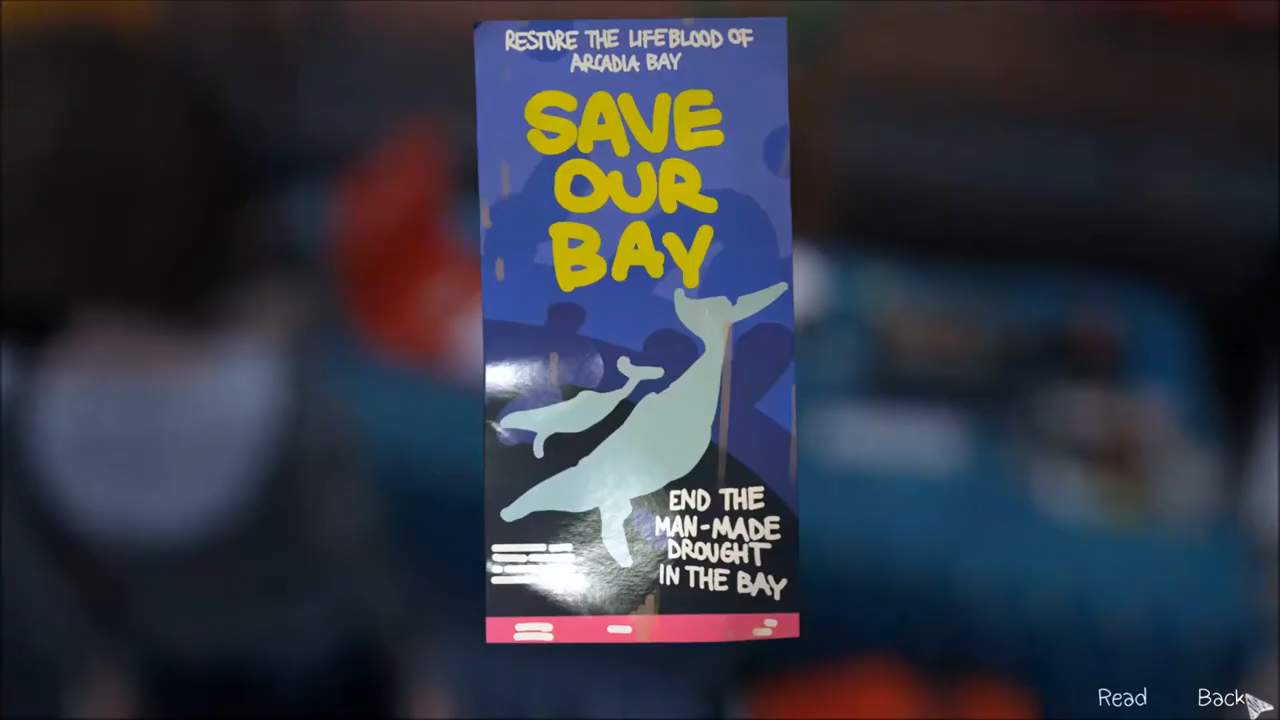 RESTORE THE LIFEBLOOD OF
ARCADIA BAY
SAVE
OUR
BAY
END THE
MAN-MADE
DROUGHT
IN THE BAY
Read
Back